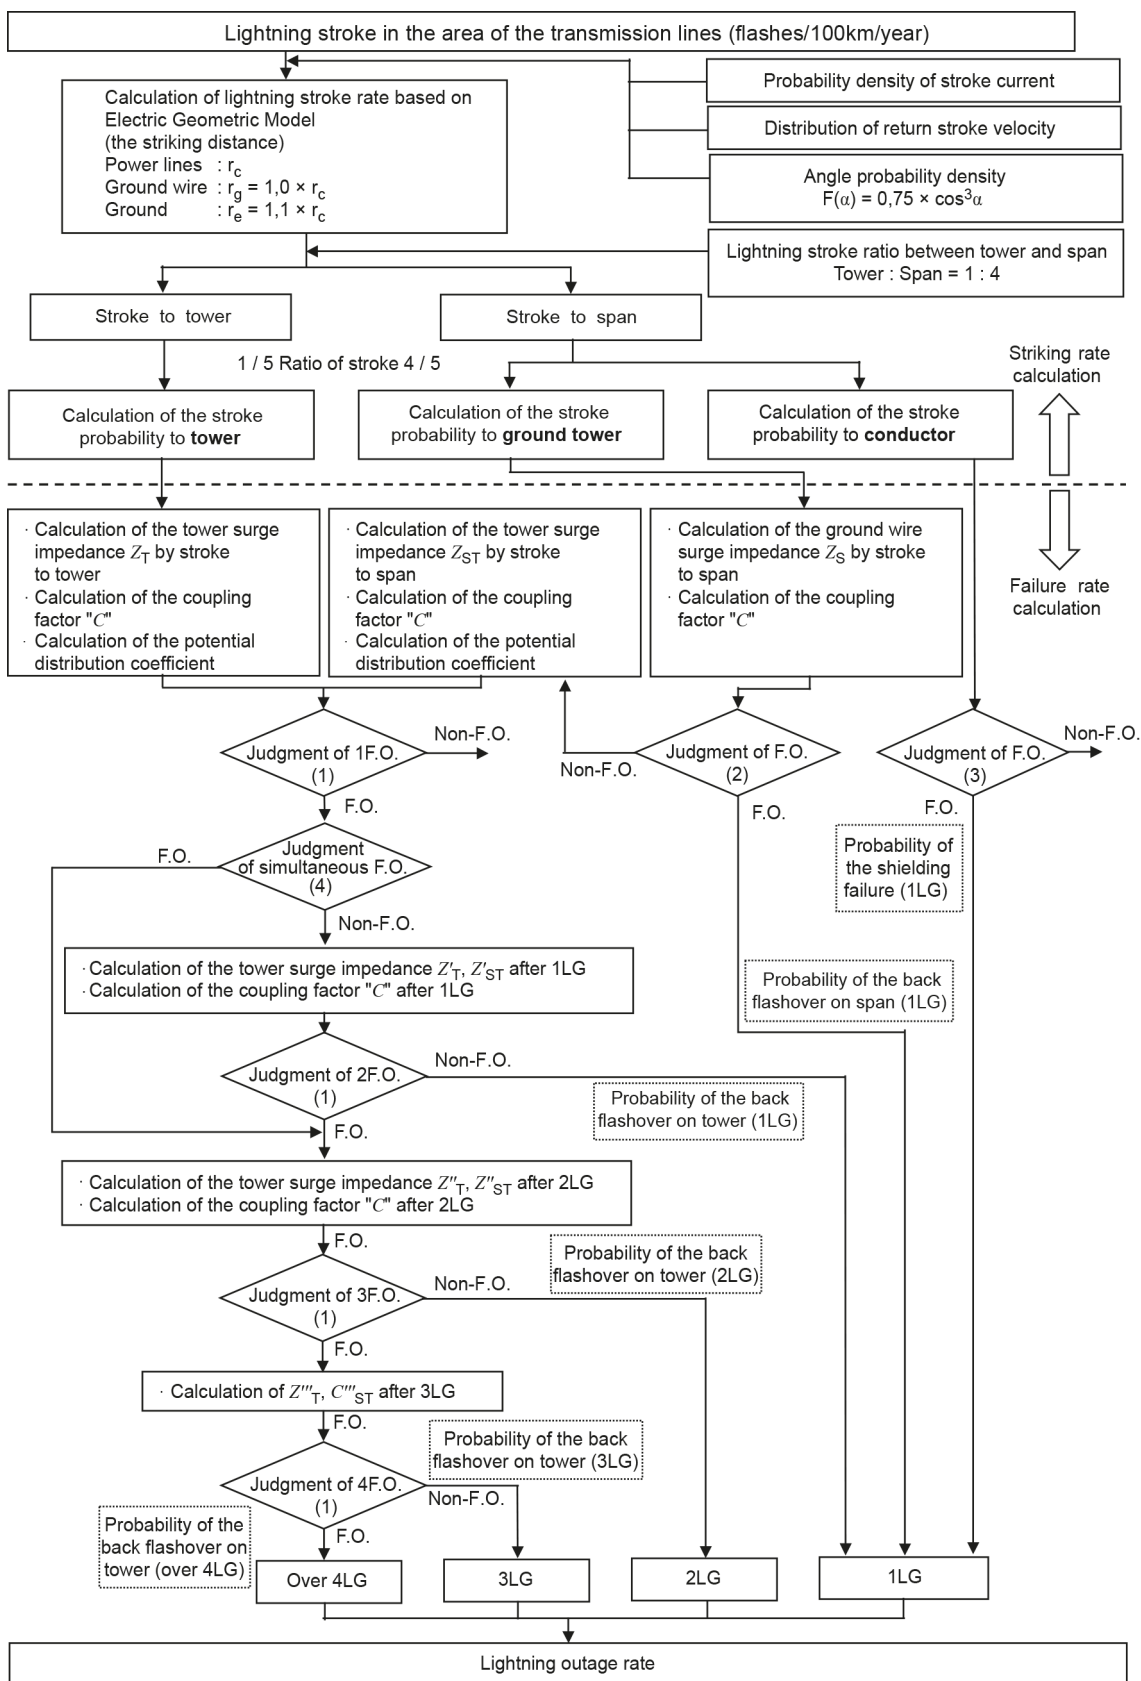 Lightning stroke in the area of the transmission lines (flashes/100km/year)
Calculation of lightning stroke rate based on
Electric Geometric Model
(the striking distance)
Power lines : rc
Ground wire : rg = 1,0 × rc
Ground : re = 1,1 × rc
Probability density of stroke current
Distribution of return stroke velocity
Angle probability density
F(α) = 0,75 × cos³α
Lightning stroke ratio between tower and span
Tower : Span = 1 : 4
Stroke to tower
Stroke to span
1 / 5 Ratio of stroke 4 / 5
Striking rate
calculation
Calculation of the stroke
probability to tower
Calculation of the stroke
probability to ground tower
Calculation of the stroke
probability to conductor
· Calculation of the tower surge
impedance ZT by stroke
to tower
· Calculation of the coupling
factor "C"
· Calculation of the potential
distribution coefficient
· Calculation of the tower surge
impedance ZST by stroke
to span
· Calculation of the coupling
factor "C"
· Calculation of the potential
distribution coefficient
· Calculation of the ground wire
surge impedance ZS by stroke
to span
· Calculation of the coupling
factor "C"
Failure rate
calculation
Judgment of 1F.O.
(1)
Non-F.O.
F.O.
Judgment of F.O.
(2)
Non-F.O.
F.O.
Judgment of F.O.
(3)
Non-F.O.
F.O.
Probability of
the shielding
failure (1LG)
Judgment
of simultaneous F.O.
(4)
F.O.
Non-F.O.
· Calculation of the tower surge impedance Z′T, Z′ST after 1LG
· Calculation of the coupling factor "C" after 1LG
Probability of the back
flashover on span (1LG)
Judgment of 2F.O.
(1)
Non-F.O.
F.O.
Probability of the back
flashover on tower (1LG)
· Calculation of the tower surge impedance Z″T, Z″ST after 2LG
· Calculation of the coupling factor "C" after 2LG
F.O.
Probability of the back
flashover on tower (2LG)
Judgment of 3F.O.
(1)
Non-F.O.
F.O.
· Calculation of Z‴T, C‴ST after 3LG
F.O.
Probability of the back
flashover on tower (3LG)
Judgment of 4F.O.
(1)
Non-F.O.
F.O.
Probability of the
back flashover on
tower (over 4LG)
Over 4LG
3LG
2LG
1LG
Lightning outage rate